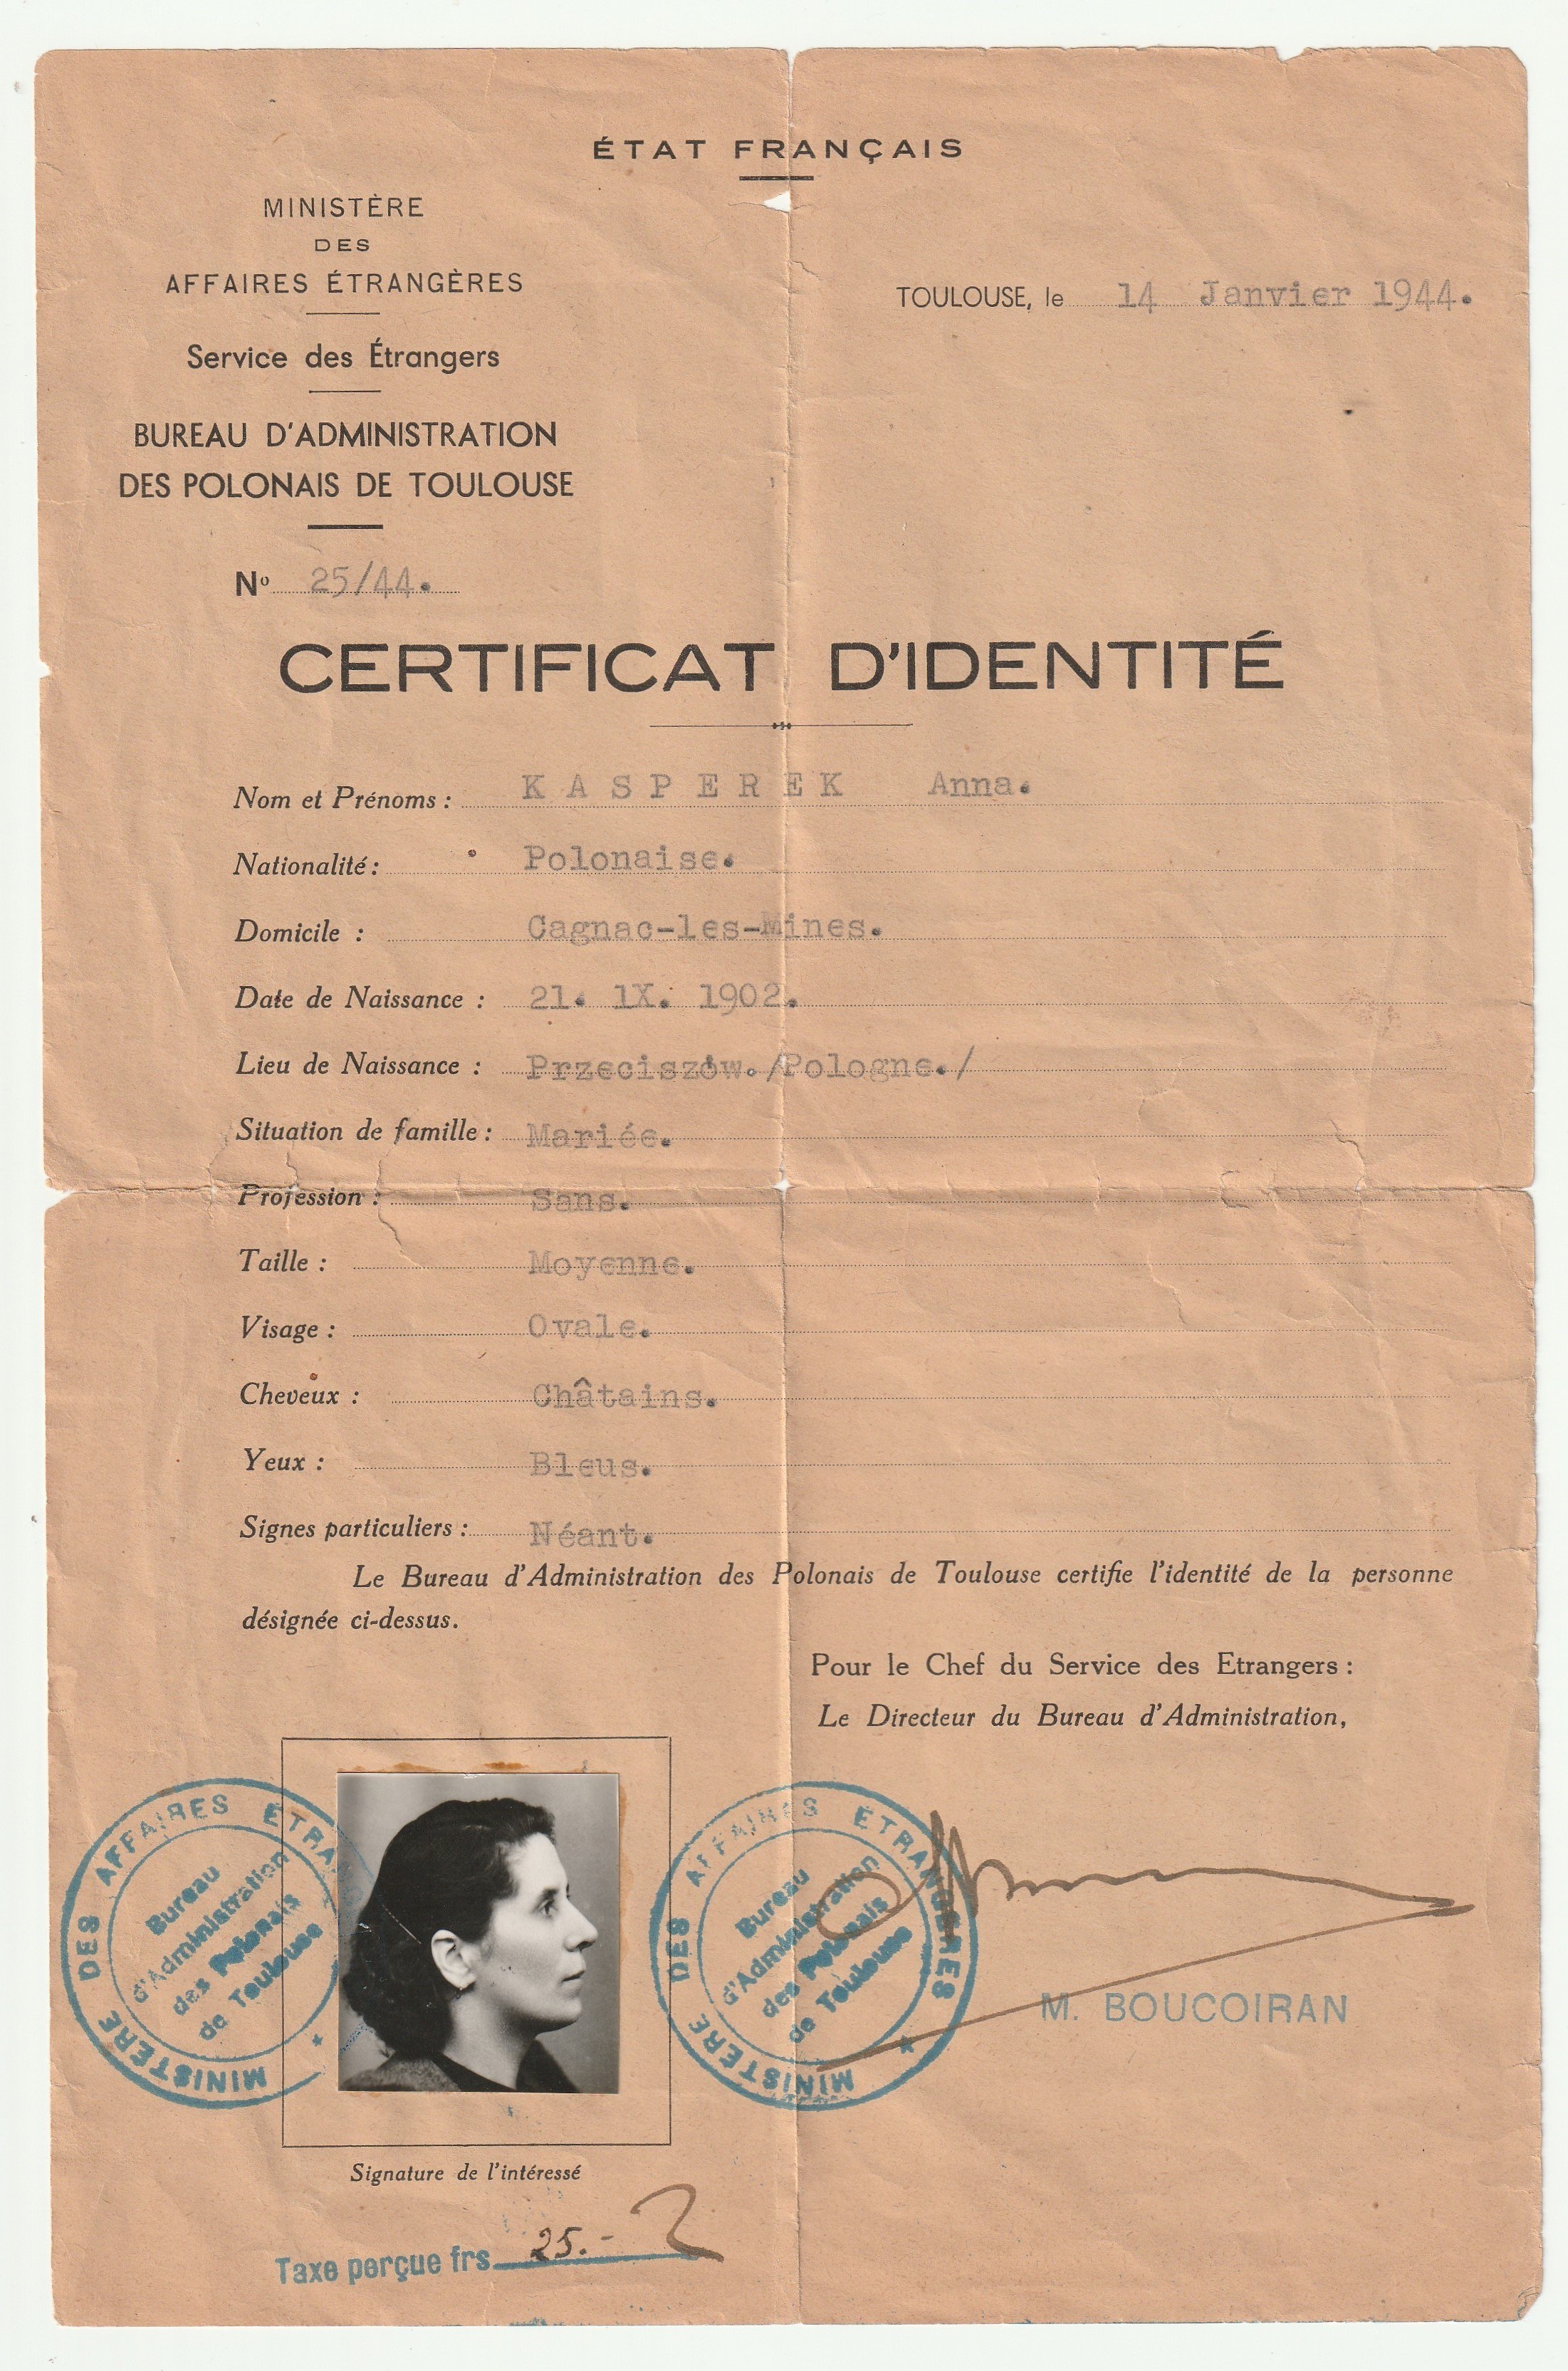 ÉTAT FRANÇAIS
MINISTÈRE
DES
AFFAIRES ÉTRANGÈRES
Service des Étrangers
BUREAU D'ADMINISTRATION
DES POLONAIS DE TOULOUSE
Nº 25/44.
TOULOUSE, le 14 Janvier 1944.
CERTIFICAT D'IDENTITÉ
Nom et Prénoms : KASPEREK Anna.
Nationalité : Polonaise.
Domicile : Cagnac-les-Mines.
Date de Naissance : 21. IX. 1902.
Lieu de Naissance : Przeciszów./Pologne./
Situation de famille : Mariée.
Profession : Sans.
Taille : Moyenne.
Visage : Ovale.
Cheveux : Châtains.
Yeux : Bleus.
Signes particuliers : Néant.
Le Bureau d'Administration des Polonais de Toulouse certifie l'identité de la personne
désignée ci-dessus.
Pour le Chef du Service des Etrangers :
Le Directeur du Bureau d'Administration,
MINISTÈRE DES AFFAIRES ÉTRA
Bureau
d'Administration
des Polonais
de Toulouse
MINISTÈRE DES AFFAIRES ÉTRANGÈRES
Bureau
d'Administration
des Polonais
de Toulouse
M. BOUCOIRAN
Signature de l'intéressé
Taxe perçue frs 25.-